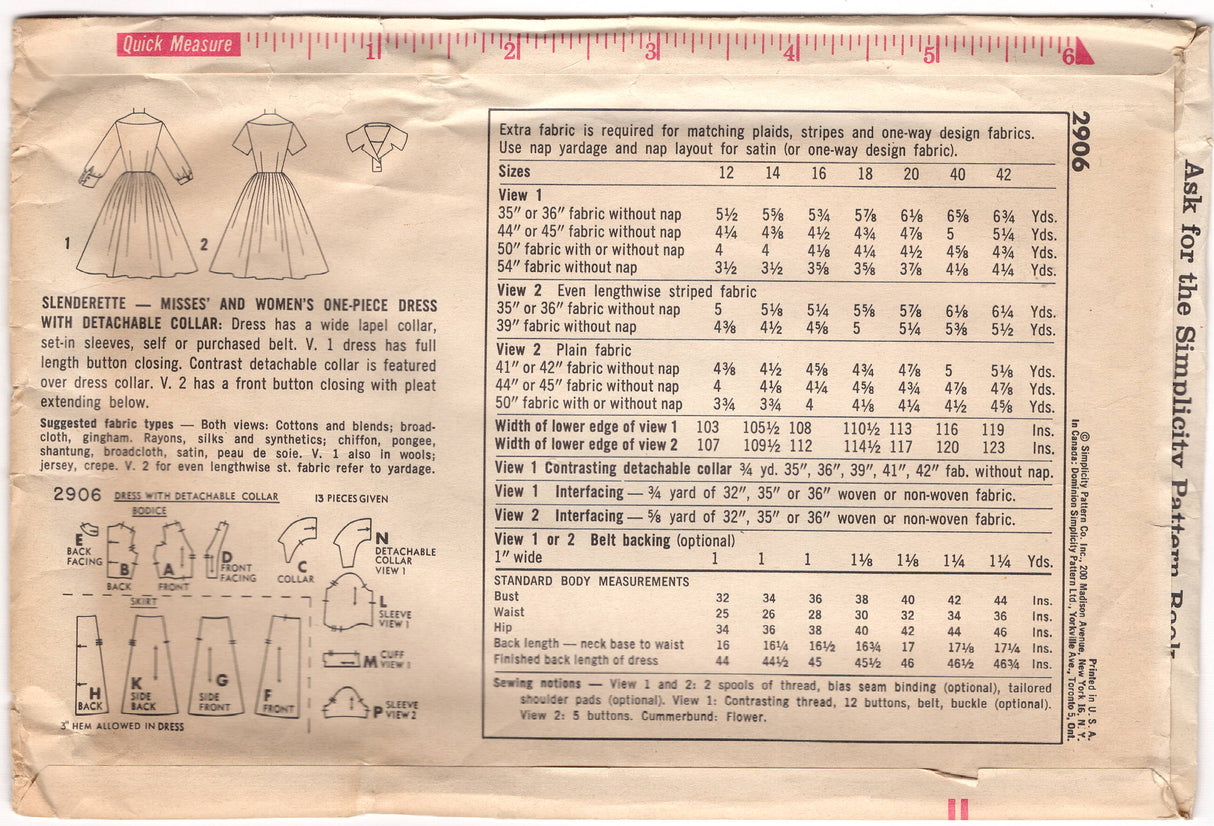 Quick Measure 1 2 3 4 5 6
1 2
SLENDERETTE — MISSES' AND WOMEN'S ONE-PIECE DRESS
WITH DETACHABLE COLLAR: Dress has a wide lapel collar,
set-in sleeves, self or purchased belt. V. 1 dress has full
length button closing. Contrast detachable collar is featured
over dress collar. V. 2 has a front button closing with pleat
extending below.
Suggested fabric types — Both views: Cottons and blends; broad-
cloth, gingham. Rayons, silks and synthetics; chiffon, pongee,
shantung, broadcloth, satin, peau de soie. V. 1 also in wools;
jersey, crepe. V. 2 for even lengthwise st. fabric refer to yardage.
2906 DRESS WITH DETACHABLE COLLAR 13 PIECES GIVEN
BODICE
E BACK FACING
B BACK
A FRONT
D FRONT FACING
C COLLAR
N DETACHABLE COLLAR VIEW 1
L SLEEVE VIEW 1
SKIRT
M CUFF VIEW 1
H BACK
K SIDE BACK
G SIDE FRONT
F FRONT
P SLEEVE VIEW 2
3" HEM ALLOWED IN DRESS
Extra fabric is required for matching plaids, stripes and one-way design fabrics.
Use nap yardage and nap layout for satin (or one-way design fabric).
Sizes 12 14 16 18 20 40 42
View 1
35" or 36" fabric without nap 5½ 5⅝ 5¾ 5⅞ 6⅛ 6⅝ 6¾ Yds.
44" or 45" fabric without nap 4¼ 4⅜ 4½ 4¾ 4⅞ 5 5¼ Yds.
50" fabric with or without nap 4 4 4⅛ 4¼ 4½ 4⅝ 4¾ Yds.
54" fabric without nap 3½ 3½ 3⅝ 3⅝ 3⅞ 4⅛ 4¼ Yds.
View 2 Even lengthwise striped fabric
35" or 36" fabric without nap 5 5⅛ 5¼ 5⅝ 5⅞ 6⅛ 6¼ Yds.
39" fabric without nap 4⅜ 4½ 4⅝ 5 5¼ 5⅜ 5½ Yds.
View 2 Plain fabric
41" or 42" fabric without nap 4⅜ 4½ 4⅝ 4¾ 4⅞ 5 5⅛ Yds.
44" or 45" fabric without nap 4 4⅛ 4¼ 4⅝ 4¾ 4⅞ 4⅞ Yds.
50" fabric with or without nap 3¾ 3¾ 4 4⅛ 4¼ 4½ 4⅝ Yds.
Width of lower edge of view 1 103 105½ 108 110½ 113 116 119 Ins.
Width of lower edge of view 2 107 109½ 112 114½ 117 120 123 Ins.
View 1 Contrasting detachable collar ¾ yd. 35", 36", 39", 41", 42" fab. without nap.
View 1 Interfacing — ¾ yard of 32", 35" or 36" woven or non-woven fabric.
View 2 Interfacing — ⅝ yard of 32", 35" or 36" woven or non-woven fabric.
View 1 or 2 Belt backing (optional)
1" wide 1 1 1 1⅛ 1⅛ 1¼ 1¼ Yds.
STANDARD BODY MEASUREMENTS
Bust 32 34 36 38 40 42 44 Ins.
Waist 25 26 28 30 32 34 36 Ins.
Hip 34 36 38 40 42 44 46 Ins.
Back length — neck base to waist 16 16¼ 16½ 16¾ 17 17⅛ 17¼ Ins.
Finished back length of dress 44 44½ 45 45½ 46 46½ 46¾ Ins.
Sewing notions — View 1 and 2: 2 spools of thread, bias seam binding (optional), tailored
shoulder pads (optional). View 1: Contrasting thread, 12 buttons, belt, buckle (optional).
View 2: 5 buttons. Cummerbund: Flower.
2906
© Simplicity Pattern Co. Inc., 200 Madison Avenue, New York 16, N. Y.
In Canada: Dominion Simplicity Pattern Ltd., Yorkville Ave., Toronto 5, Ont.
Printed in U. S. A.
Ask for the Simplicity Pattern Book